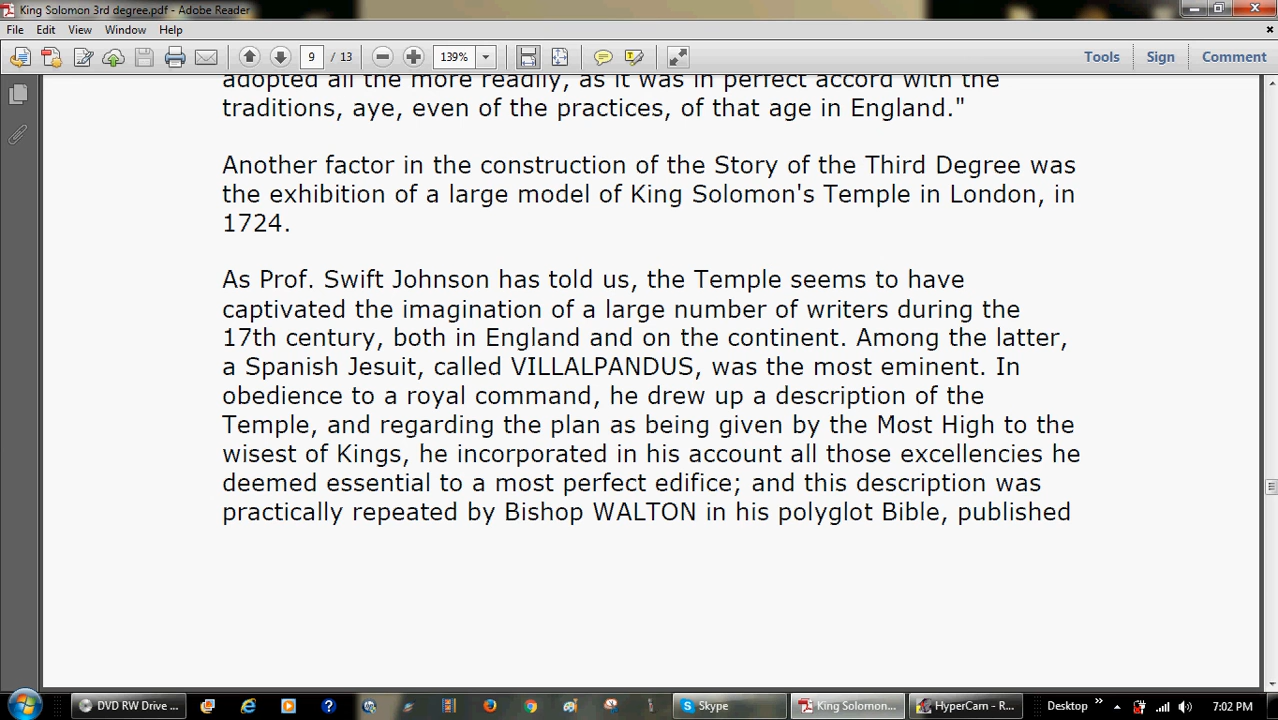 King Solomon 3rd degree.pdf - Adobe Reader
File Edit View Window Help
9 / 13 139% Tools Sign Comment
adopted all the more readily, as it was in perfect accord with the
traditions, aye, even of the practices, of that age in England."
Another factor in the construction of the Story of the Third Degree was
the exhibition of a large model of King Solomon's Temple in London, in
1724.
As Prof. Swift Johnson has told us, the Temple seems to have
captivated the imagination of a large number of writers during the
17th century, both in England and on the continent. Among the latter,
a Spanish Jesuit, called VILLALPANDUS, was the most eminent. In
obedience to a royal command, he drew up a description of the
Temple, and regarding the plan as being given by the Most High to the
wisest of Kings, he incorporated in his account all those excellencies he
deemed essential to a most perfect edifice; and this description was
practically repeated by Bishop WALTON in his polyglot Bible, published
DVD RW Drive ... Skype King Solomon... HyperCam - R... Desktop » 7:02 PM